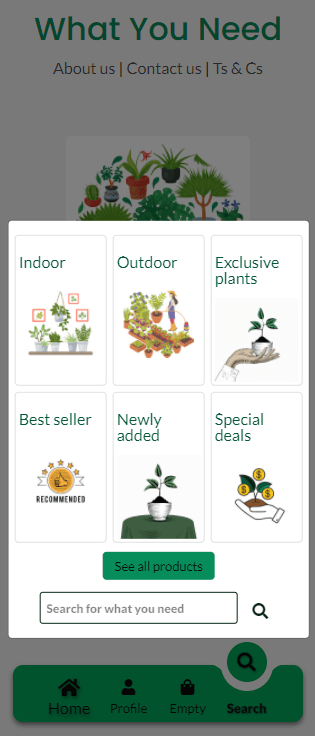 What You Need
About us | Contact us | Ts & Cs
Indoor
Outdoor
Exclusive
plants
Best seller
RECOMMENDED
Newly
added
Special
deals
See all products
Search for what you need
Home
Profile
Empty
Search